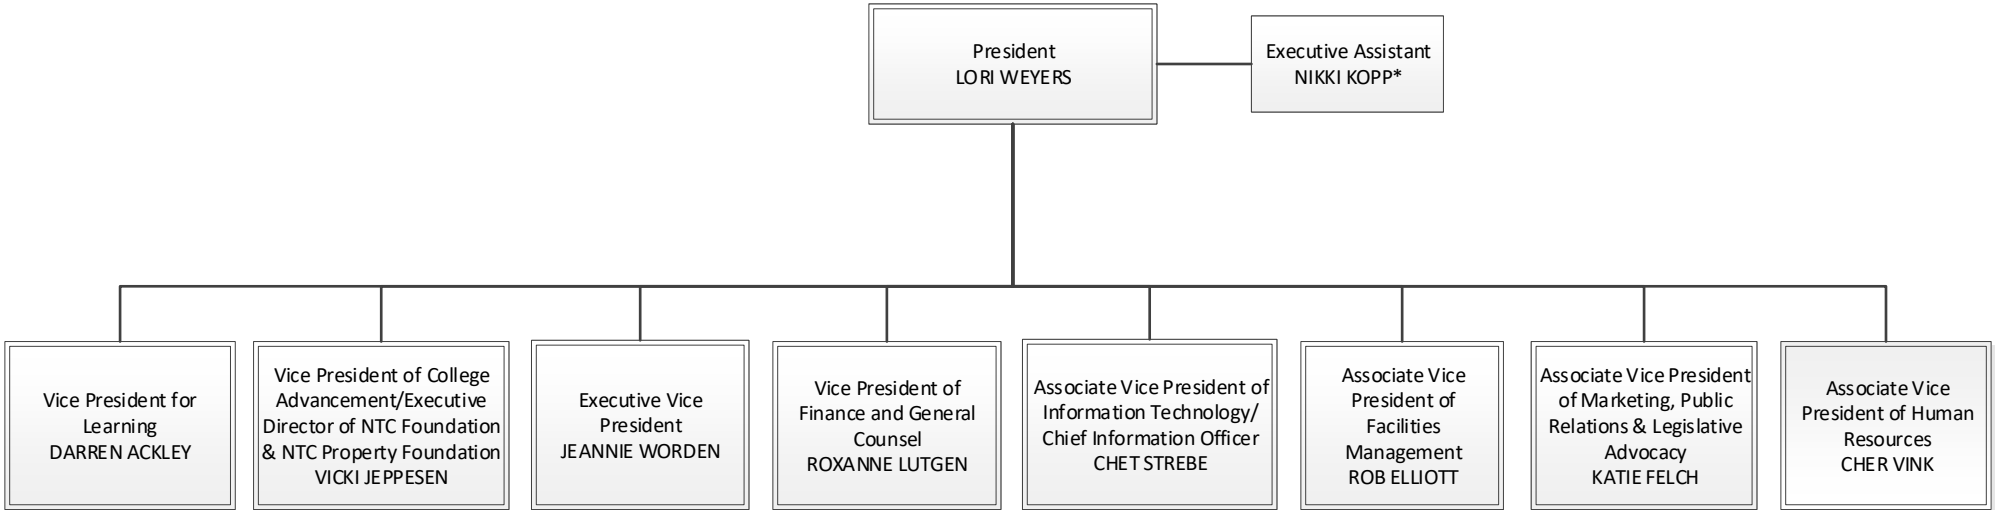 President
LORI WEYERS
Executive Assistant
NIKKI KOPP*
Vice President for
Learning
DARREN ACKLEY
Vice President of College
Advancement/Executive
Director of NTC Foundation
& NTC Property Foundation
VICKI JEPPESEN
Executive Vice
President
JEANNIE WORDEN
Vice President of
Finance and General
Counsel
ROXANNE LUTGEN
Associate Vice President of
Information Technology/
Chief Information Officer
CHET STREBE
Associate Vice
President of
Facilities
Management
ROB ELLIOTT
Associate Vice President
of Marketing, Public
Relations & Legislative
Advocacy
KATIE FELCH
Associate Vice
President of Human
Resources
CHER VINK